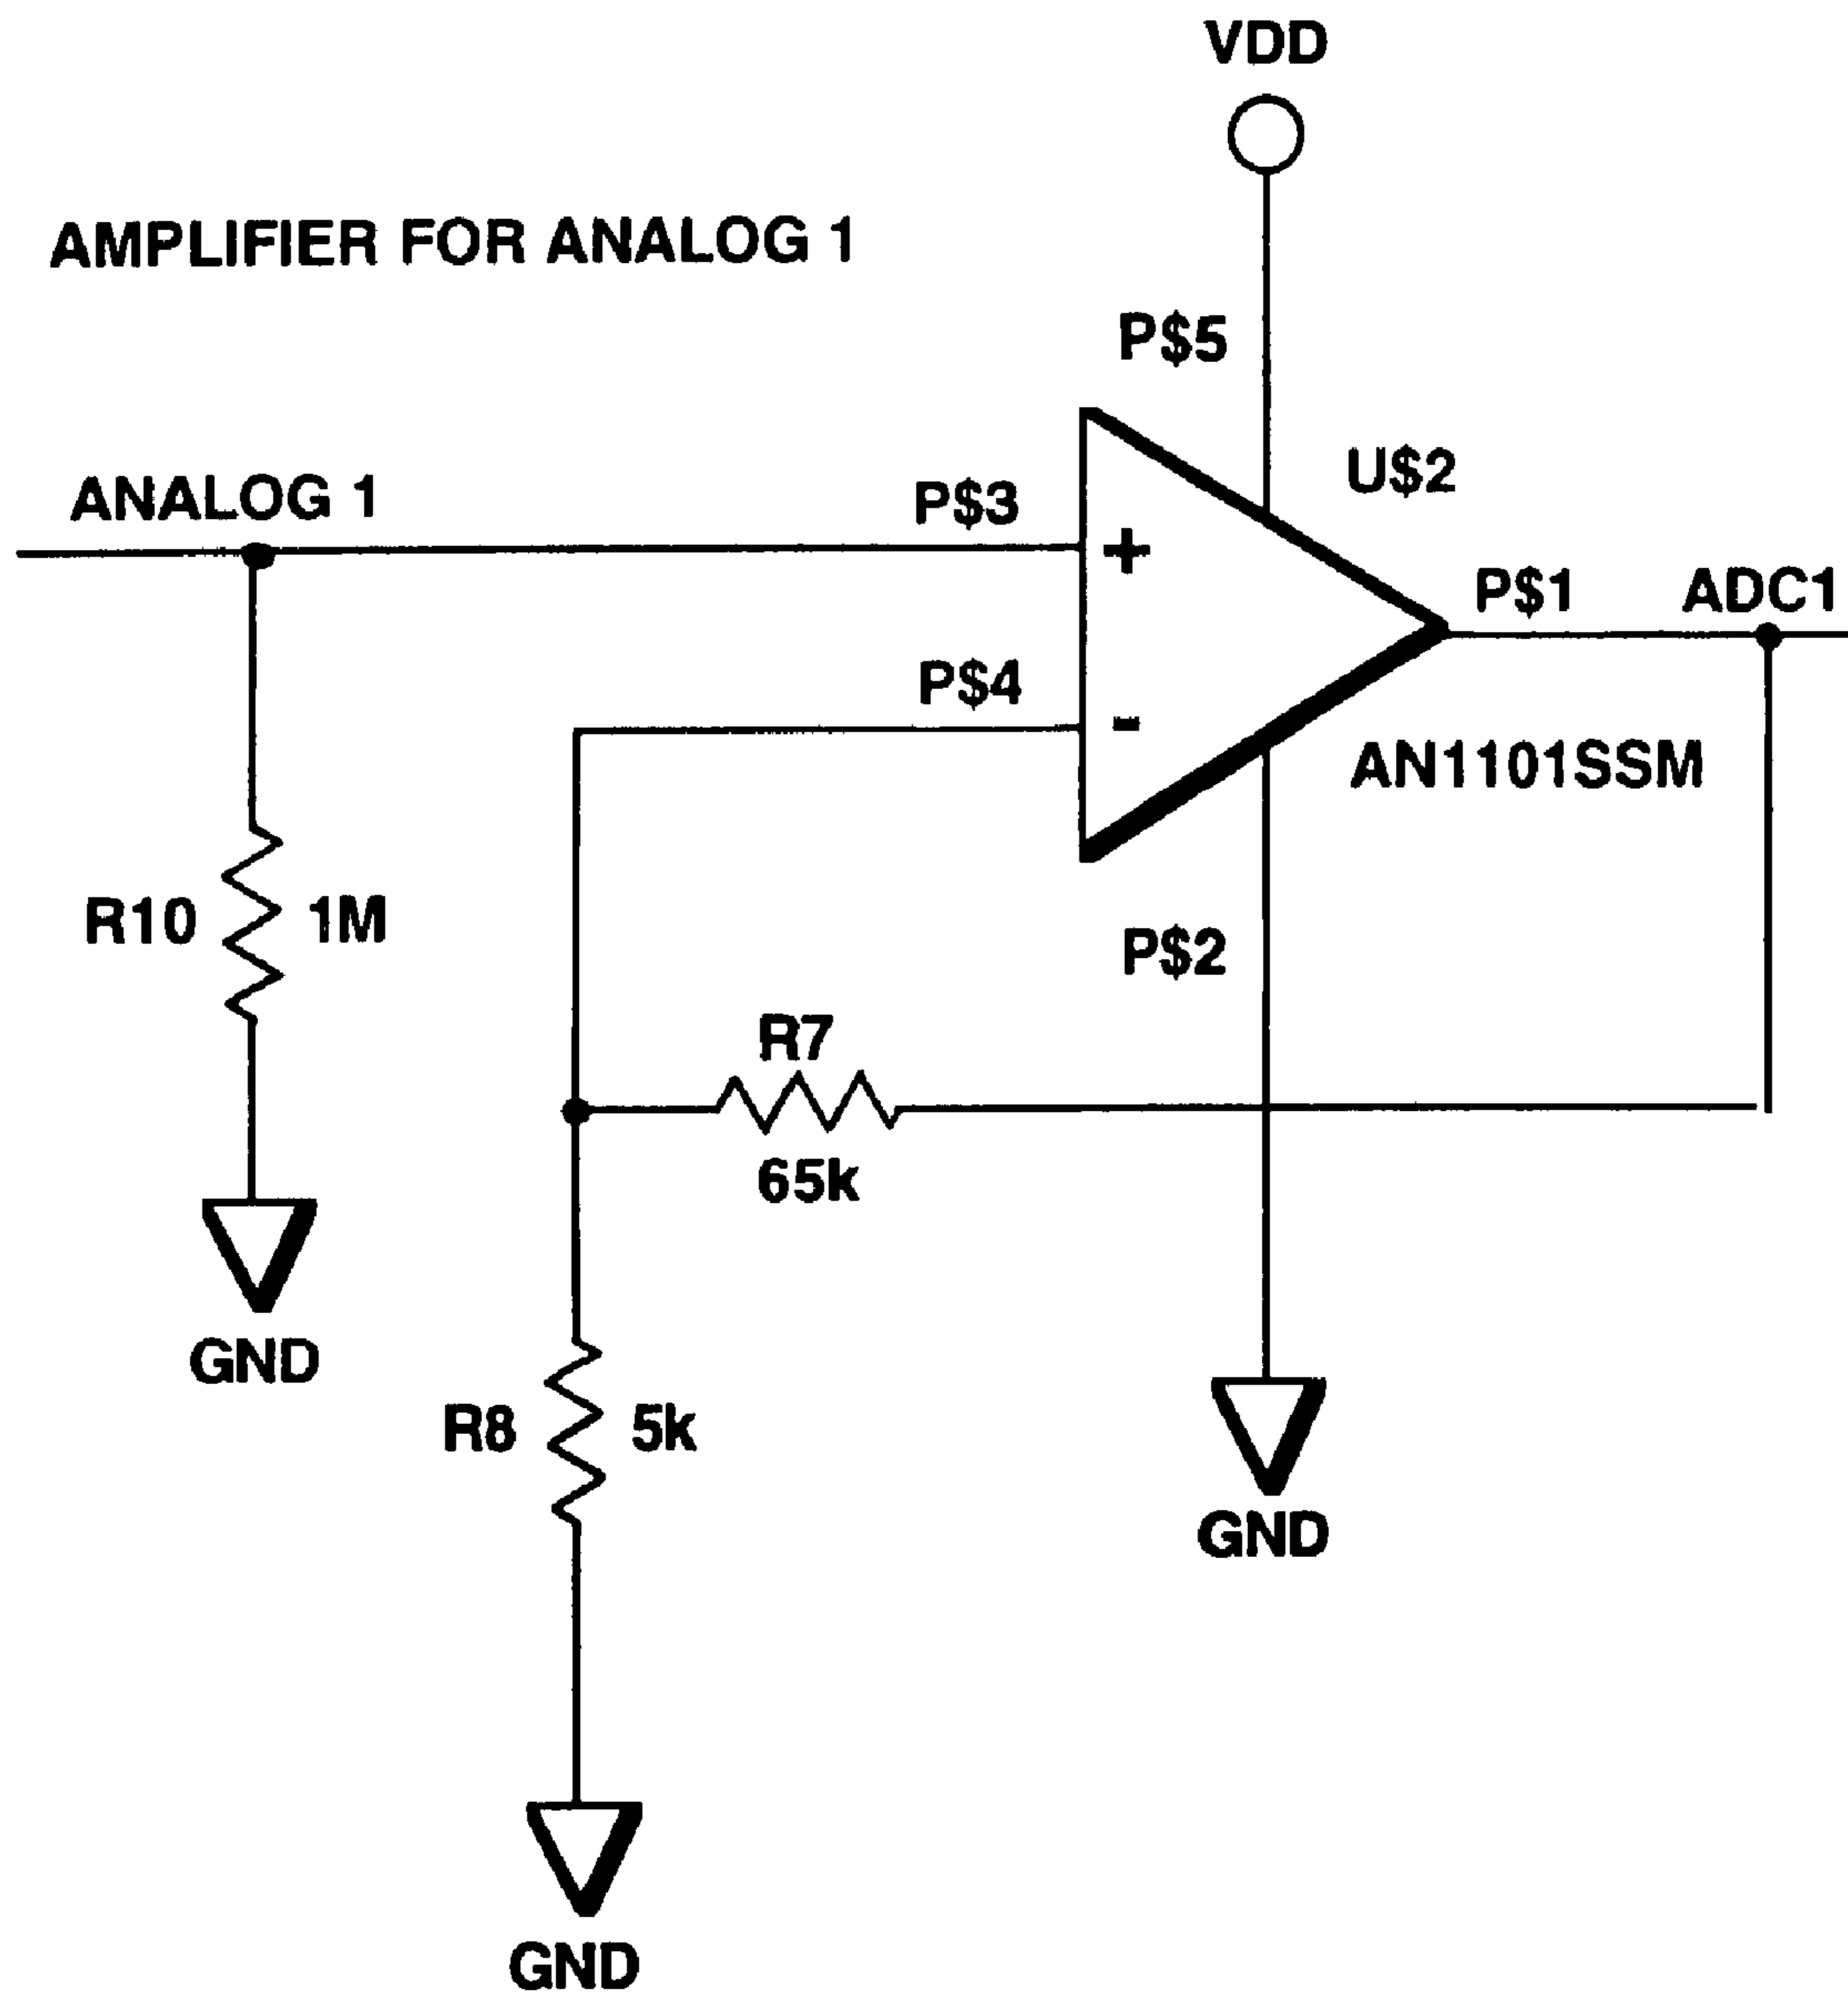 VDD
AMPLIFIER FOR ANALOG 1
P$5
U$2
ANALOG 1
P$3
+
P$1
ADC1
P$4
-
AN1101SSM
R10
1M
P$2
R7
65k
GND
R8
5k
GND
GND